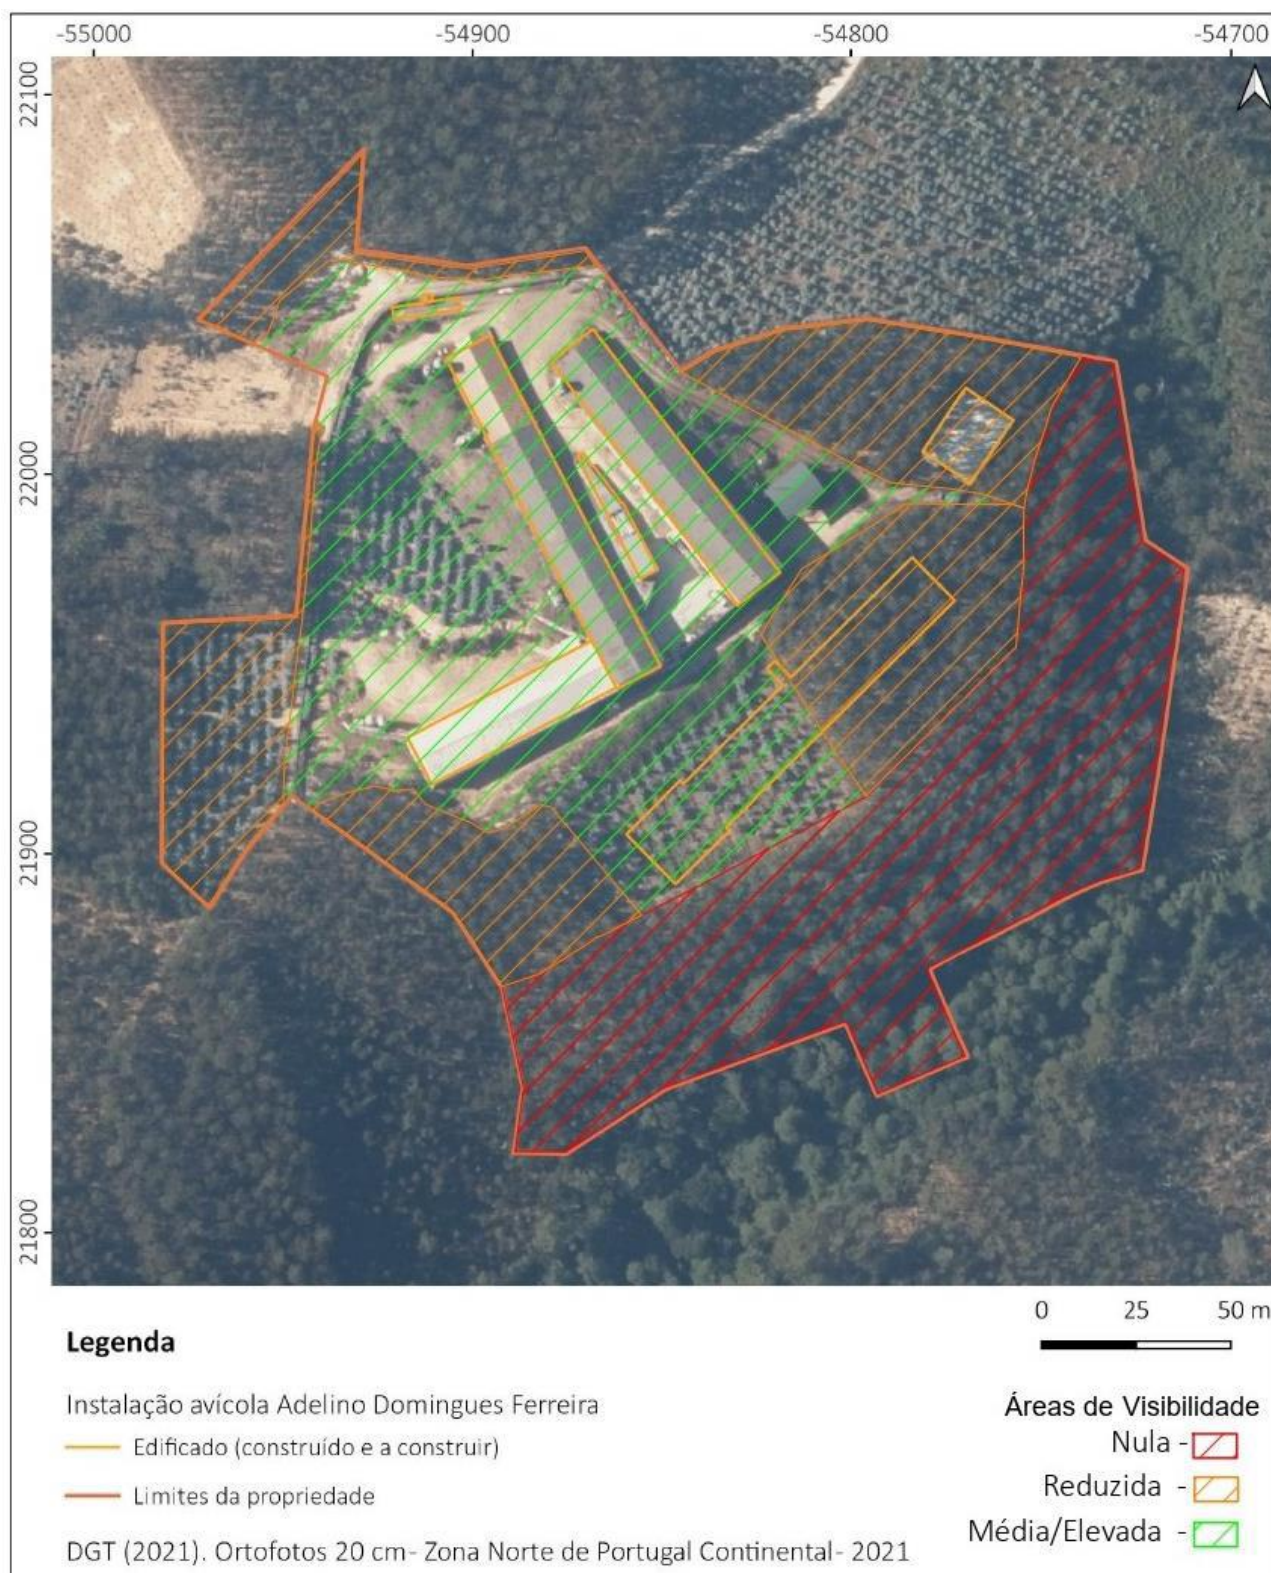 -55000 -54900 -54800 -54700
22100
22000
21900
21800
0 25 50 m
Legenda
Instalação avícola Adelino Domingues Ferreira
Edificado (construído e a construir)
Limites da propriedade
DGT (2021). Ortofotos 20 cm- Zona Norte de Portugal Continental- 2021
Áreas de Visibilidade
Nula -
Reduzida -
Média/Elevada -